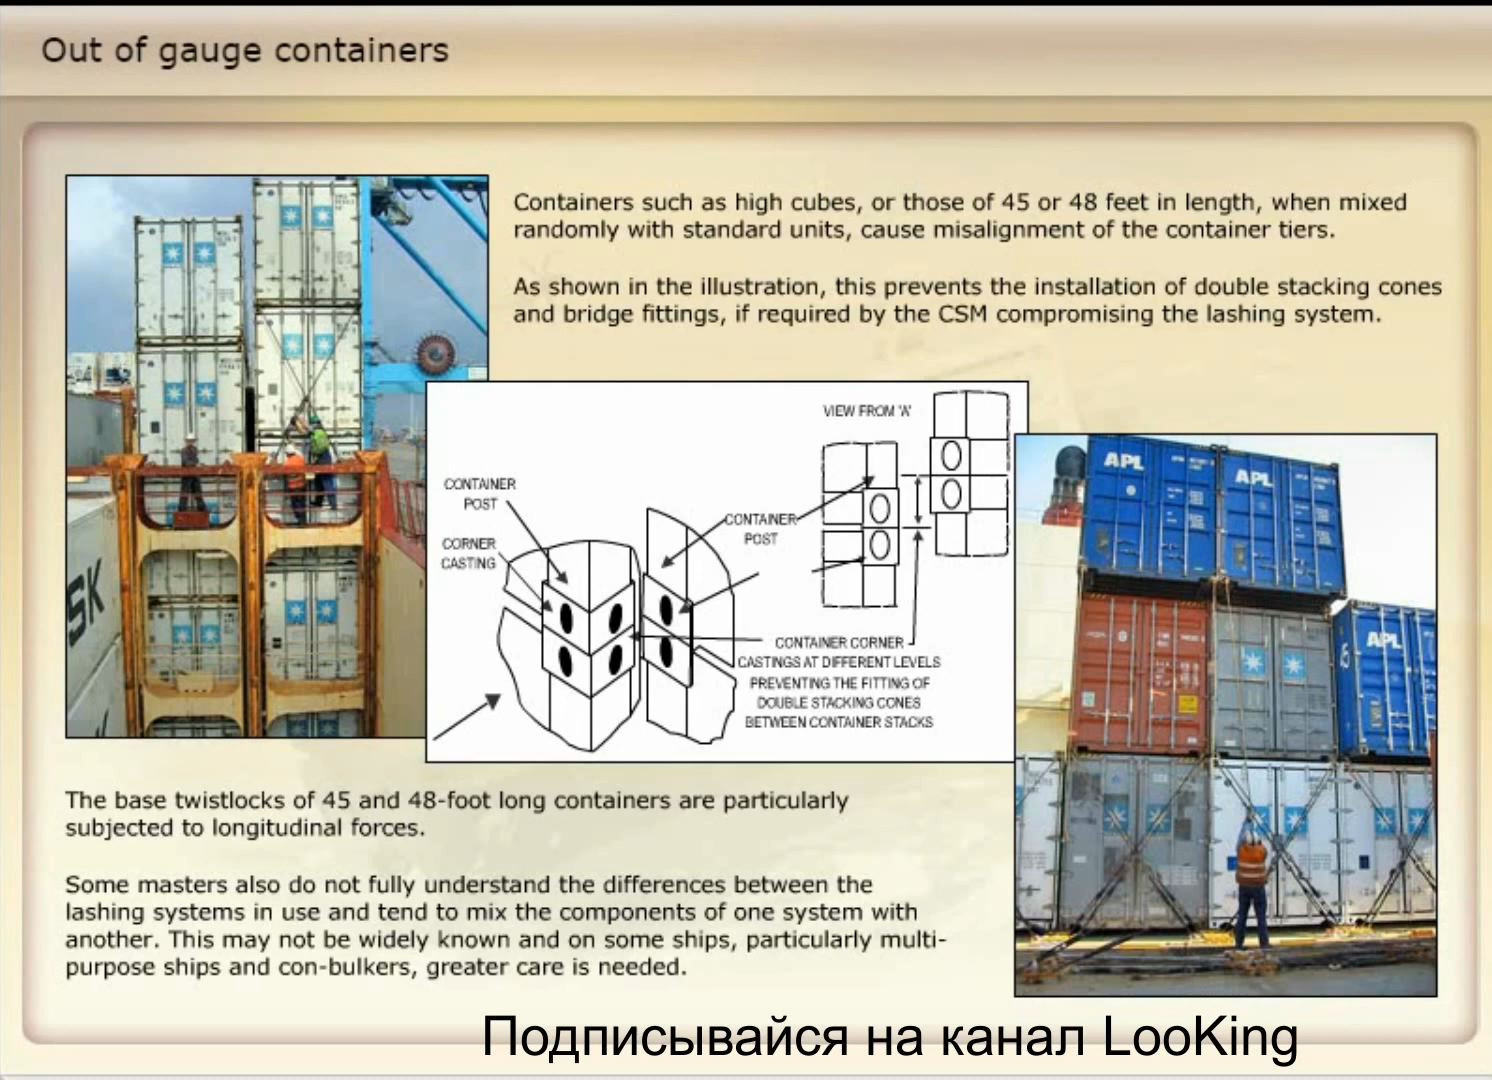 Out of gauge containers
Containers such as high cubes, or those of 45 or 48 feet in length, when mixed
randomly with standard units, cause misalignment of the container tiers.
As shown in the illustration, this prevents the installation of double stacking cones
and bridge fittings, if required by the CSM compromising the lashing system.
VIEW FROM 'A'
CONTAINER
POST
CORNER
CASTING
CONTAINER
POST
CONTAINER CORNER
CASTINGS AT DIFFERENT LEVELS
PREVENTING THE FITTING OF
DOUBLE STACKING CONES
BETWEEN CONTAINER STACKS
SK
APL
APL
APL
The base twistlocks of 45 and 48-foot long containers are particularly
subjected to longitudinal forces.
Some masters also do not fully understand the differences between the
lashing systems in use and tend to mix the components of one system with
another. This may not be widely known and on some ships, particularly multi-
purpose ships and con-bulkers, greater care is needed.
Подписывайся на канал LooKing